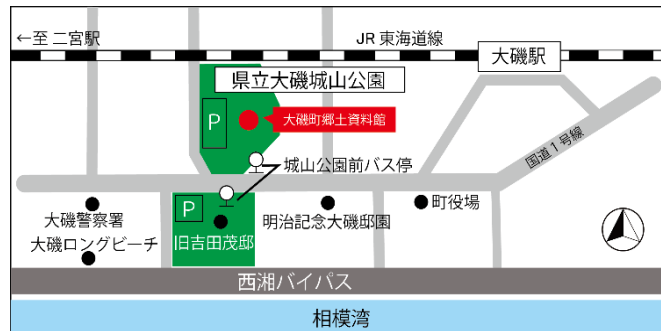 ←至 二宮駅
JR 東海道線
大磯駅
県立大磯城山公園
P
大磯町郷土資料館
国道1号線
城山公園前バス停
P
大磯警察署
旧吉田茂邸
明治記念大磯邸園
町役場
大磯ロングビーチ
西湘バイパス
相模湾